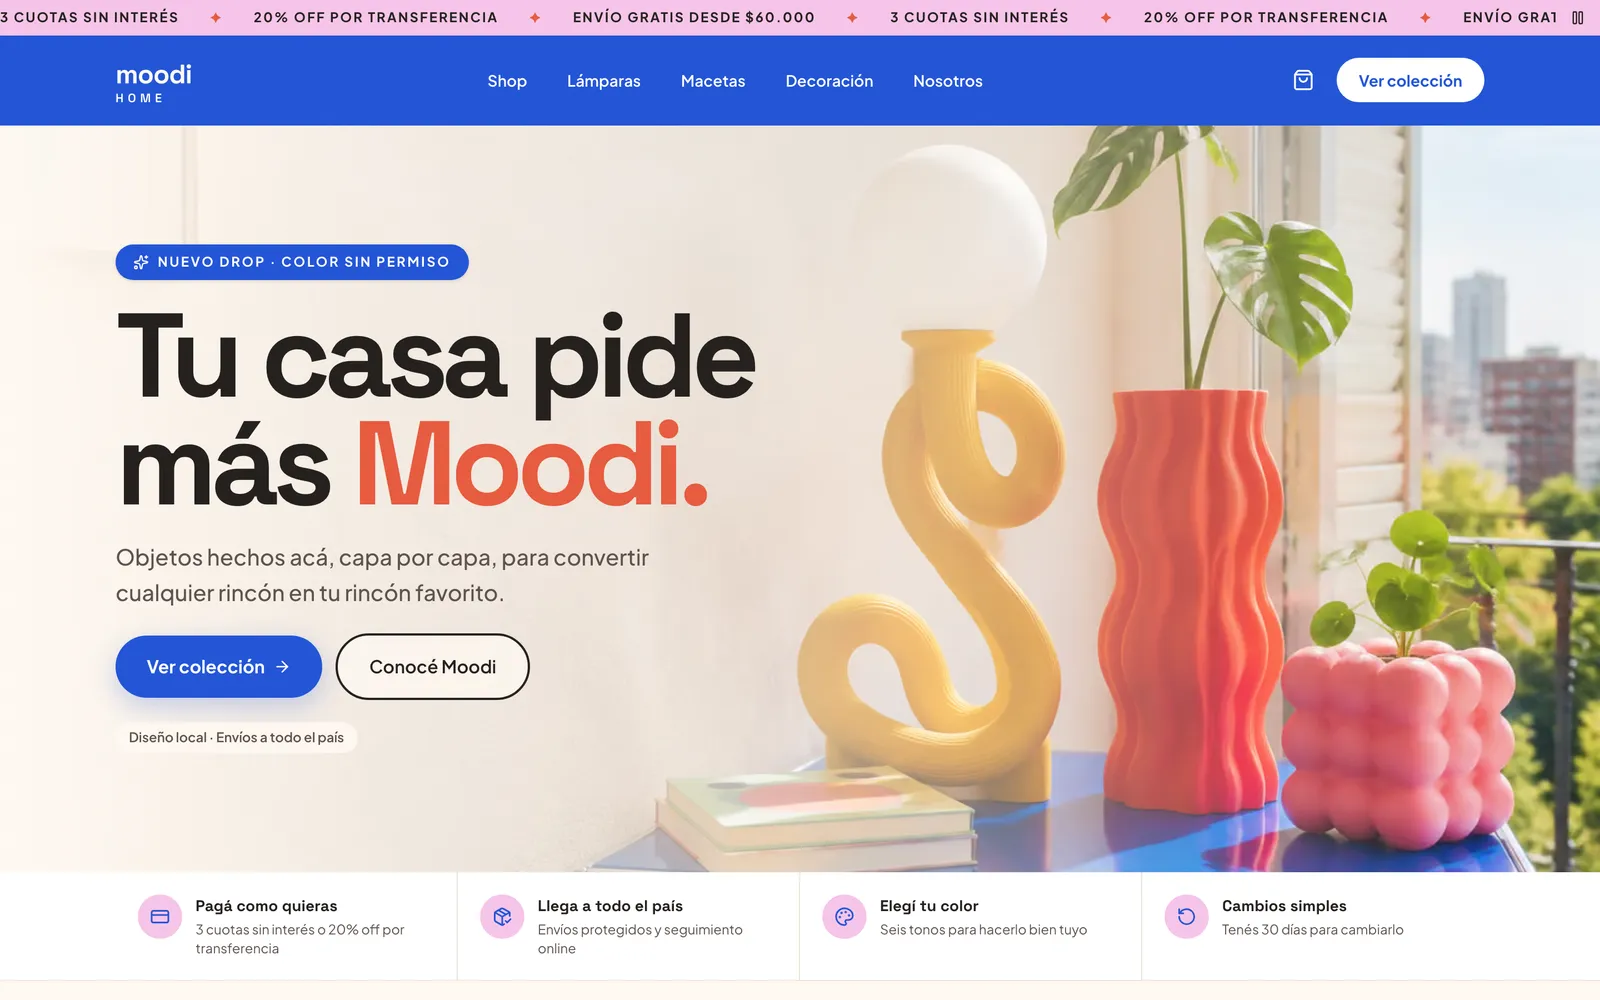 3 CUOTAS SIN INTERÉS ✦ 20% OFF POR TRANSFERENCIA ✦ ENVÍO GRATIS DESDE $60.000 ✦ 3 CUOTAS SIN INTERÉS ✦ 20% OFF POR TRANSFERENCIA ✦ ENVÍO GRAT
moodi
HOME
Shop Lámparas Macetas Decoración Nosotros
Ver colección
NUEVO DROP · COLOR SIN PERMISO
Tu casa pide
más Moodi.
Objetos hechos acá, capa por capa, para convertir
cualquier rincón en tu rincón favorito.
Ver colección →
Conocé Moodi
Diseño local · Envíos a todo el país
Pagá como quieras
3 cuotas sin interés o 20% off por
transferencia
Llega a todo el país
Envíos protegidos y seguimiento
online
Elegí tu color
Seis tonos para hacerlo bien tuyo
Cambios simples
Tenés 30 días para cambiarlo